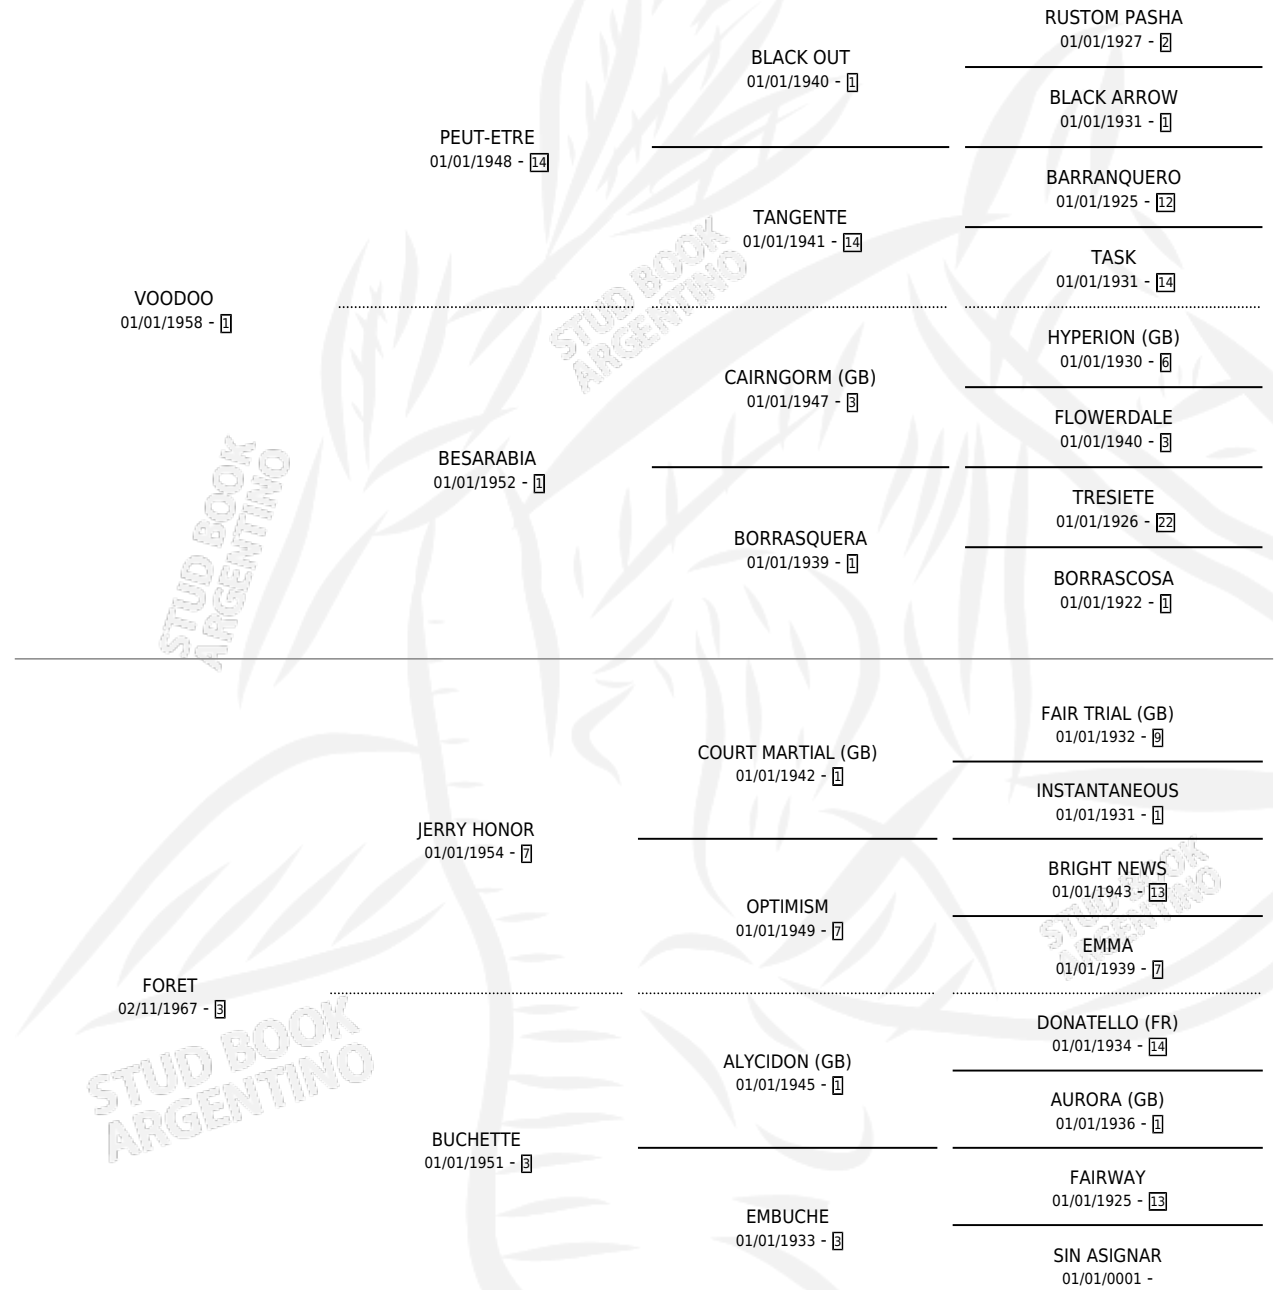 RUSTOM PASHA
01/01/1927 - 2
BLACK OUT
01/01/1940 - 1
BLACK ARROW
01/01/1931 - 1
PEUT-ETRE
01/01/1948 - 14
BARRANQUERO
01/01/1925 - 12
TANGENTE
01/01/1941 - 14
TASK
01/01/1931 - 14
VOODOO
01/01/1958 - 1
HYPERION (GB)
01/01/1930 - 6
CAIRNGORM (GB)
01/01/1947 - 3
FLOWERDALE
01/01/1940 - 3
BESARABIA
01/01/1952 - 1
TRESIETE
01/01/1926 - 22
BORRASQUERA
01/01/1939 - 1
BORRASCOSA
01/01/1922 - 1
STUD BOOK
ARGENTINO
STUD BOOK
ARGENTINO
FAIR TRIAL (GB)
01/01/1932 - 9
COURT MARTIAL (GB)
01/01/1942 - 1
INSTANTANEOUS
01/01/1931 - 1
JERRY HONOR
01/01/1954 - 7
BRIGHT NEWS
01/01/1943 - 13
OPTIMISM
01/01/1949 - 7
EMMA
01/01/1939 - 7
FORET
02/11/1967 - 3
DONATELLO (FR)
01/01/1934 - 14
ALYCIDON (GB)
01/01/1945 - 1
AURORA (GB)
01/01/1936 - 1
BUCHETTE
01/01/1951 - 3
FAIRWAY
01/01/1925 - 13
EMBUCHE
01/01/1933 - 3
SIN ASIGNAR
01/01/0001 -
STUD BOOK
ARGENTINO
STUD BOOK
ARGENTINO